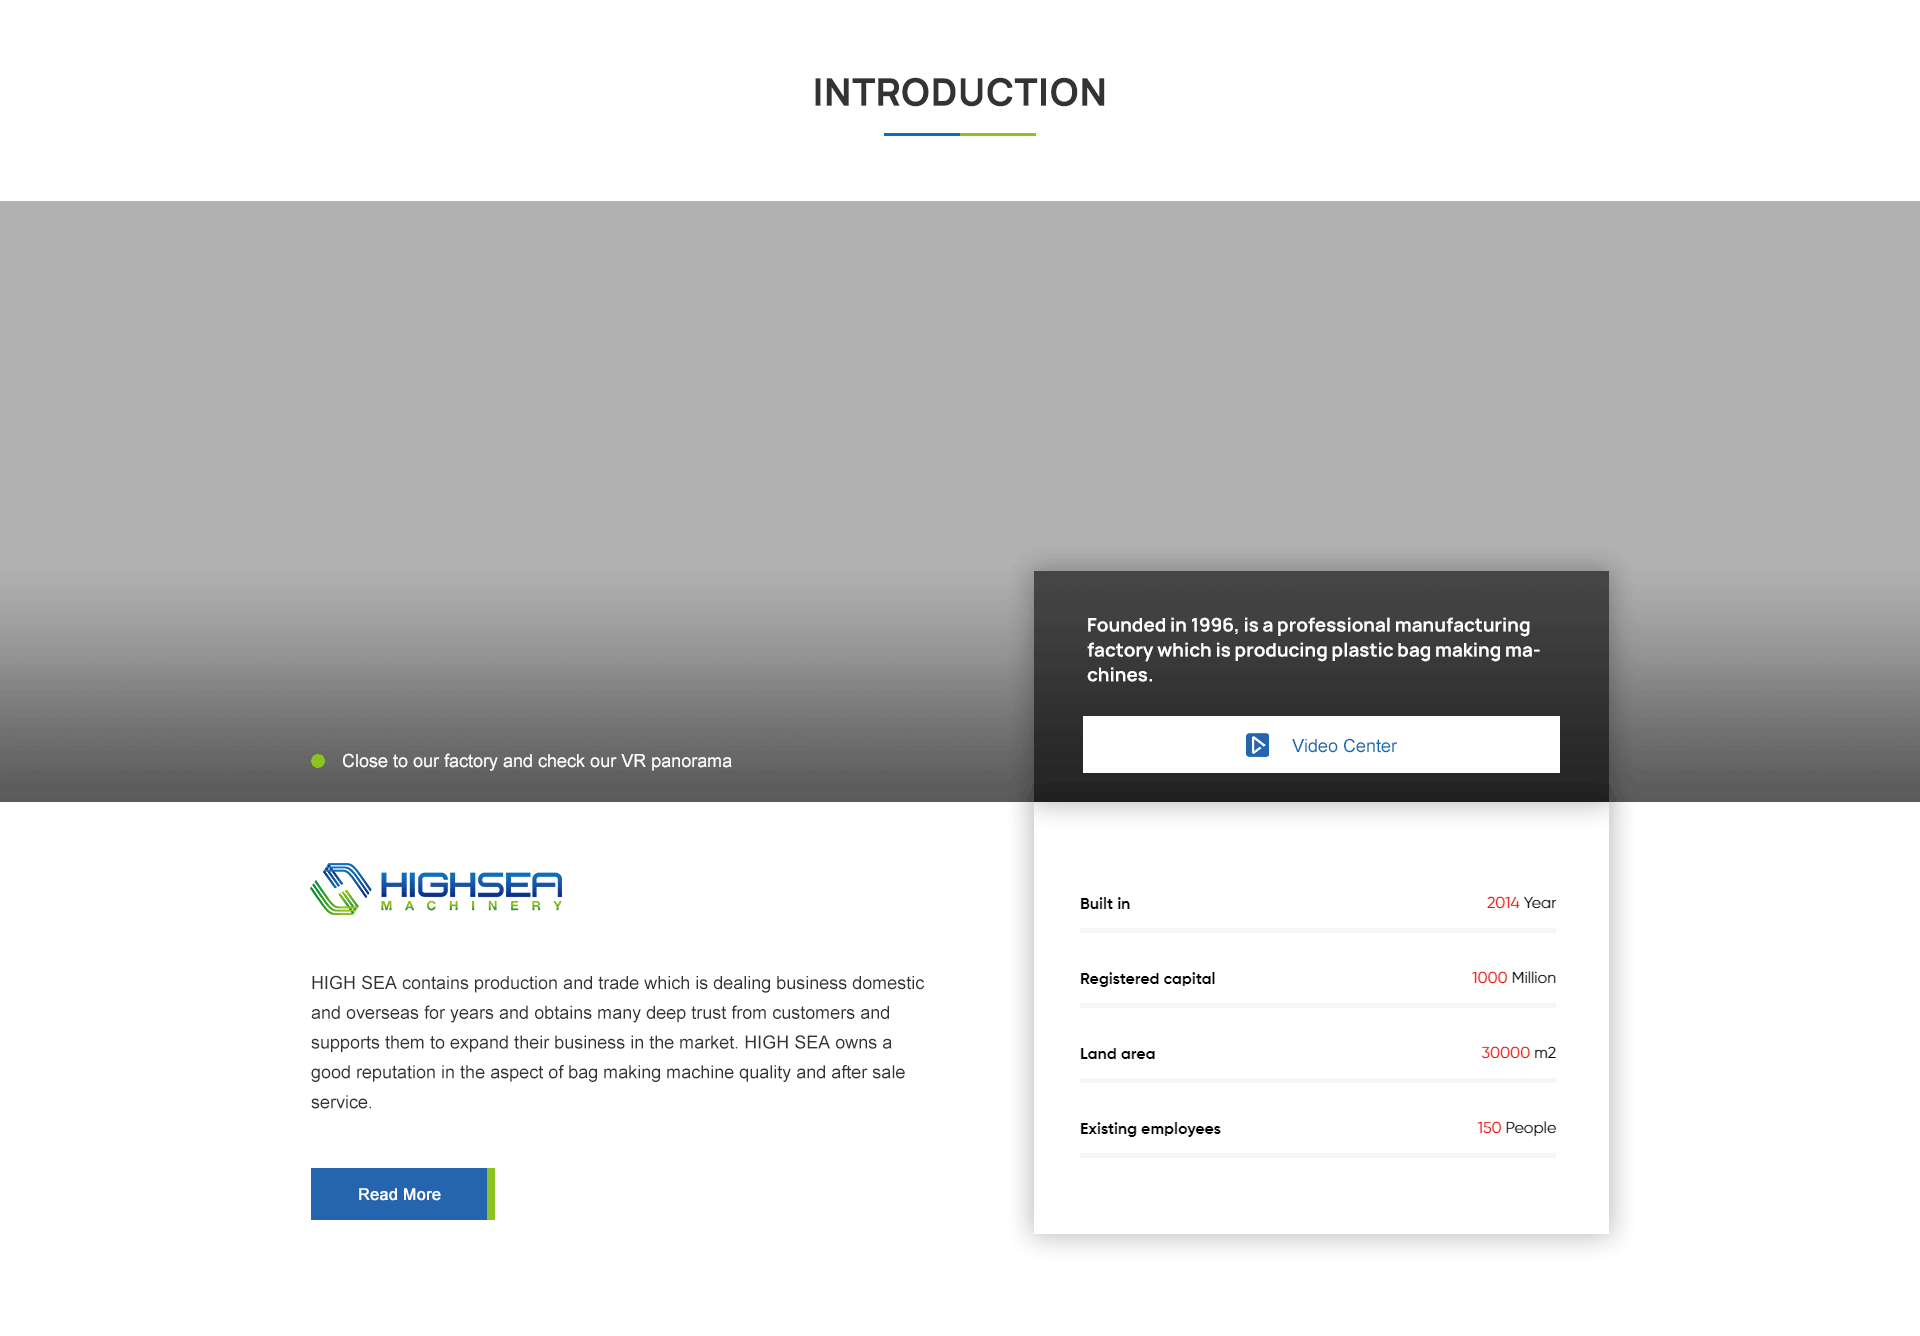 INTRODUCTION
Founded in 1996, is a professional manufacturing
factory which is producing plastic bag making ma-
chines.
Video Center
Close to our factory and check our VR panorama
HIGHSEA
MACHINERY
HIGH SEA contains production and trade which is dealing business domestic
and overseas for years and obtains many deep trust from customers and
supports them to expand their business in the market. HIGH SEA owns a
good reputation in the aspect of bag making machine quality and after sale
service.
Read More
Built in 2014 Year
Registered capital 1000 Million
Land area 30000 m2
Existing employees 150 People